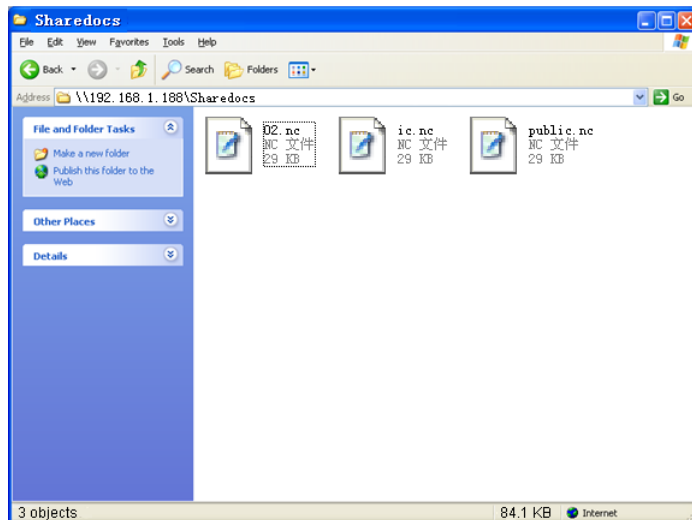 Sharedocs
File Edit View Favorites Tools Help
Back Search Folders
Address \\192.168.1.188\Sharedocs Go
File and Folder Tasks
Make a new folder
Publish this folder to the
Web
Other Places
Details
02.nc
NC 文件
29 KB
ic.nc
NC 文件
29 KB
public.nc
NC 文件
29 KB
3 objects 84.1 KB Internet